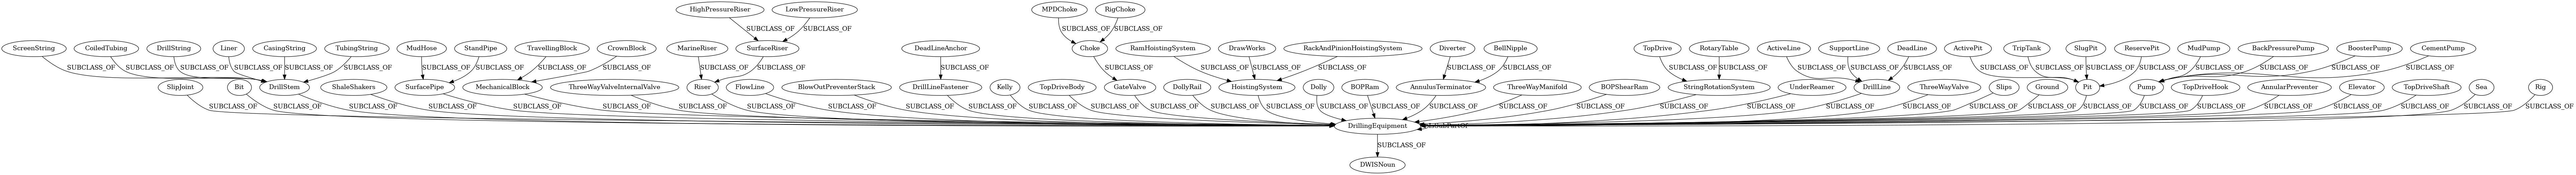 HighPressureRiser LowPressureRiser MPDChoke RigChoke
SUBCLASS_OF SUBCLASS_OF SUBCLASS_OF SUBCLASS_OF
ScreenString CoiledTubing DrillString Liner CasingString TubingString MudHose StandPipe TravellingBlock CrownBlock MarineRiser SurfaceRiser DeadLineAnchor Choke RamHoistingSystem DrawWorks RackAndPinionHoistingSystem Diverter BellNipple TopDrive RotaryTable ActiveLine SupportLine DeadLine ActivePit TripTank SlugPit ReservePit MudPump BackPressurePump BoosterPump CementPump
SUBCLASS_OF SUBCLASS_OF SUBCLASS_OF SUBCLASS_OF SUBCLASS_OF SUBCLASS_OF SUBCLASS_OF SUBCLASS_OF SUBCLASS_OF SUBCLASS_OF SUBCLASS_OF SUBCLASS_OF SUBCLASS_OF SUBCLASS_OF SUBCLASS_OF SUBCLASS_OF SUBCLASS_OF SUBCLASS_OF SUBCLASS_OF SUBCLASS_OF SUBCLASS_OF SUBCLASS_OF SUBCLASS_OF SUBCLASS_OF SUBCLASS_OF SUBCLASS_OF SUBCLASS_OF SUBCLASS_OF SUBCLASS_OF SUBCLASS_OF SUBCLASS_OF SUBCLASS_OF
SlipJoint Bit DrillStem ShaleShakers SurfacePipe MechanicalBlock ThreeWayValveInternalValve Riser FlowLine BlowOutPreventerStack DrillLineFastener Kelly TopDriveBody GateValve DollyRail HoistingSystem Dolly BOPRam AnnulusTerminator ThreeWayManifold BOPShearRam StringRotationSystem UnderReamer DrillLine ThreeWayValve Slips Ground Pit Pump TopDriveHook AnnularPreventer Elevator TopDriveShaft Sea Rig
SUBCLASS_OF SUBCLASS_OF SUBCLASS_OF SUBCLASS_OF SUBCLASS_OF SUBCLASS_OF SUBCLASS_OF SUBCLASS_OF SUBCLASS_OF SUBCLASS_OF SUBCLASS_OF SUBCLASS_OF SUBCLASS_OF SUBCLASS_OF SUBCLASS_OF SUBCLASS_OF SUBCLASS_OF SUBCLASS_OF SUBCLASS_OF SUBCLASS_OF SUBCLASS_OF SUBCLASS_OF SUBCLASS_OF SUBCLASS_OF SUBCLASS_OF SUBCLASS_OF SUBCLASS_OF SUBCLASS_OF SUBCLASS_OF SUBCLASS_OF SUBCLASS_OF SUBCLASS_OF SUBCLASS_OF SUBCLASS_OF SUBCLASS_OF
DrillingEquipment
SUBCLASS_OF
DWISNoun